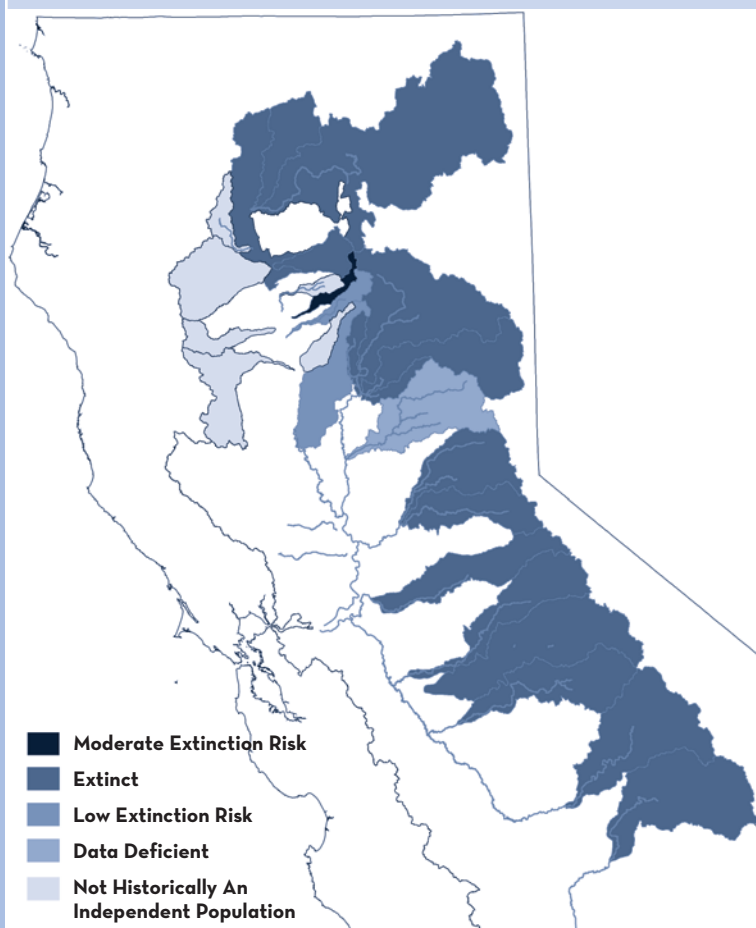 Moderate Extinction Risk
Extinct
Low Extinction Risk
Data Deficient
Not Historically An
Independent Population